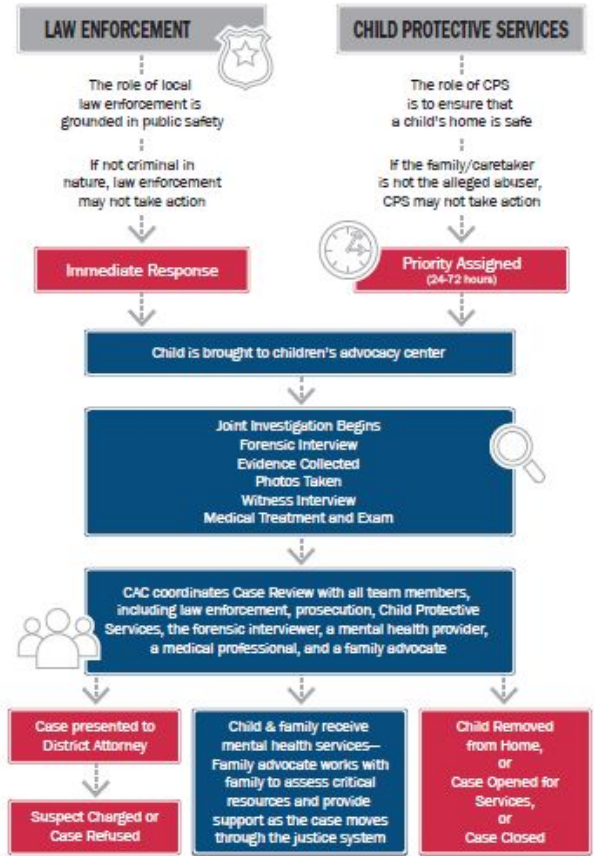 LAW ENFORCEMENT
The role of local
law enforcement is
grounded in public safety
If not criminal in
nature, law enforcement
may not take action
Immediate Response
CHILD PROTECTIVE SERVICES
The role of CPS
is to ensure that
a child's home is safe
If the family/caretaker
is not the alleged abuser,
CPS may not take action
Priority Assigned
(24-72 hours)
Child is brought to children's advocacy center
Joint Investigation Begins
Forensic Interview
Evidence Collected
Photos Taken
Witness Interview
Medical Treatment and Exam
CAC coordinates Case Review with all team members,
including law enforcement, prosecution, Child Protective
Services, the forensic interviewer, a mental health provider,
a medical professional, and a family advocate
Case presented to
District Attorney
Suspect Charged or
Case Refused
Child & family receive
mental health services—
Family advocate works with
family to assess critical
resources and provide
support as the case moves
through the justice system
Child Removed
from Home,
or
Case Opened for
Services,
or
Case Closed